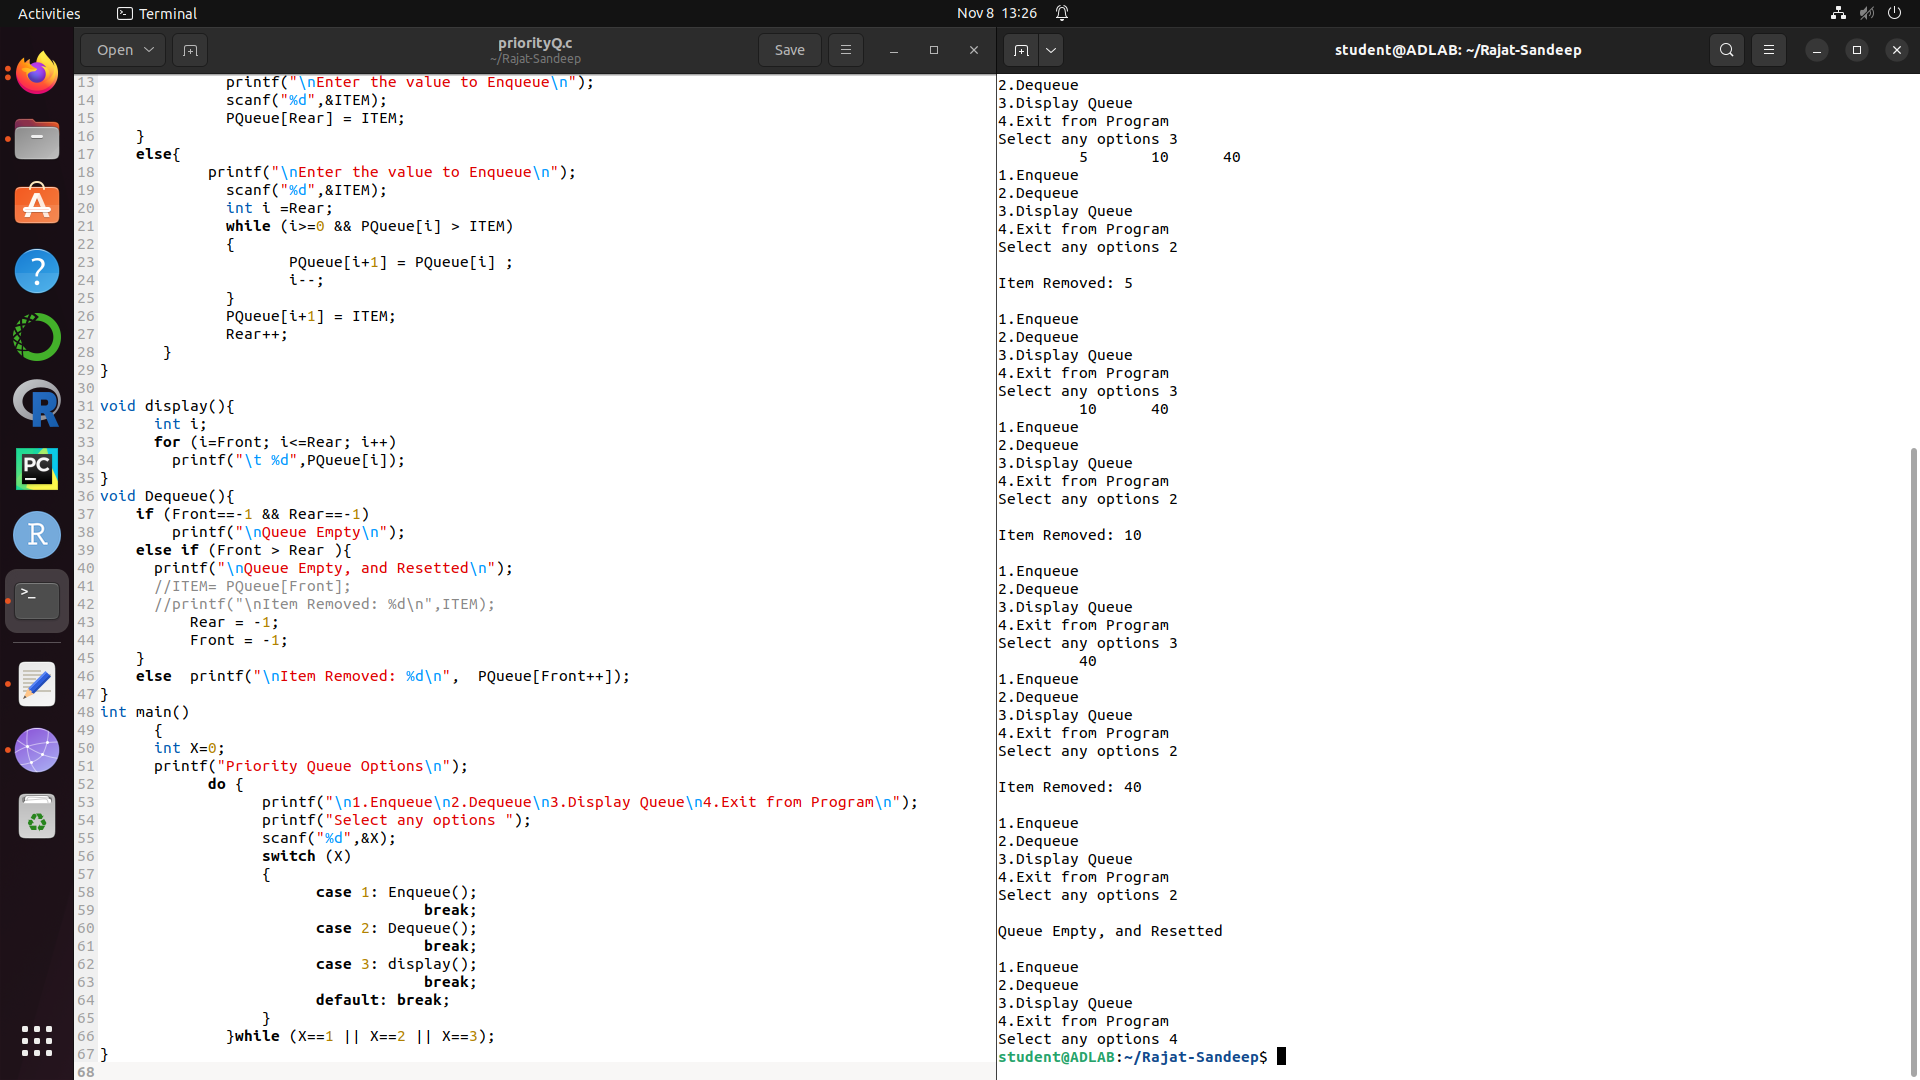 Activities
Terminal
Nov 8 13:26
Open
priorityQ.c
~/Rajat-Sandeep
Save
13 printf("\nEnter the value to Enqueue\n");
14 scanf("%d",&ITEM);
15 PQueue[Rear] = ITEM;
16 }
17 else{
18 printf("\nEnter the value to Enqueue\n");
19 scanf("%d",&ITEM);
20 int i =Rear;
21 while (i>=0 && PQueue[i] > ITEM)
22 {
23 PQueue[i+1] = PQueue[i] ;
24 i--;
25 }
26 PQueue[i+1] = ITEM;
27 Rear++;
28 }
29 }
30
31 void display(){
32 int i;
33 for (i=Front; i<=Rear; i++)
34 printf("\t %d",PQueue[i]);
35 }
36 void Dequeue(){
37 if (Front==-1 && Rear==-1)
38 printf("\nQueue Empty\n");
39 else if (Front > Rear ){
40 printf("\nQueue Empty, and Resetted\n");
41 //ITEM= PQueue[Front];
42 //printf("\nItem Removed: %d\n",ITEM);
43 Rear = -1;
44 Front = -1;
45 }
46 else printf("\nItem Removed: %d\n", PQueue[Front++]);
47 }
48 int main()
49 {
50 int X=0;
51 printf("Priority Queue Options\n");
52 do {
53 printf("\n1.Enqueue\n2.Dequeue\n3.Display Queue\n4.Exit from Program\n");
54 printf("Select any options ");
55 scanf("%d",&X);
56 switch (X)
57 {
58 case 1: Enqueue();
59 break;
60 case 2: Dequeue();
61 break;
62 case 3: display();
63 break;
64 default: break;
65 }
66 }while (X==1 || X==2 || X==3);
67 }
68
student@ADLAB: ~/Rajat-Sandeep
2.Dequeue
3.Display Queue
4.Exit from Program
Select any options 3
5 10 40
1.Enqueue
2.Dequeue
3.Display Queue
4.Exit from Program
Select any options 2
Item Removed: 5
1.Enqueue
2.Dequeue
3.Display Queue
4.Exit from Program
Select any options 3
10 40
1.Enqueue
2.Dequeue
3.Display Queue
4.Exit from Program
Select any options 2
Item Removed: 10
1.Enqueue
2.Dequeue
3.Display Queue
4.Exit from Program
Select any options 3
40
1.Enqueue
2.Dequeue
3.Display Queue
4.Exit from Program
Select any options 2
Item Removed: 40
1.Enqueue
2.Dequeue
3.Display Queue
4.Exit from Program
Select any options 2
Queue Empty, and Resetted
1.Enqueue
2.Dequeue
3.Display Queue
4.Exit from Program
Select any options 4
student@ADLAB:~/Rajat-Sandeep$
A
?
R
PC
R
>_